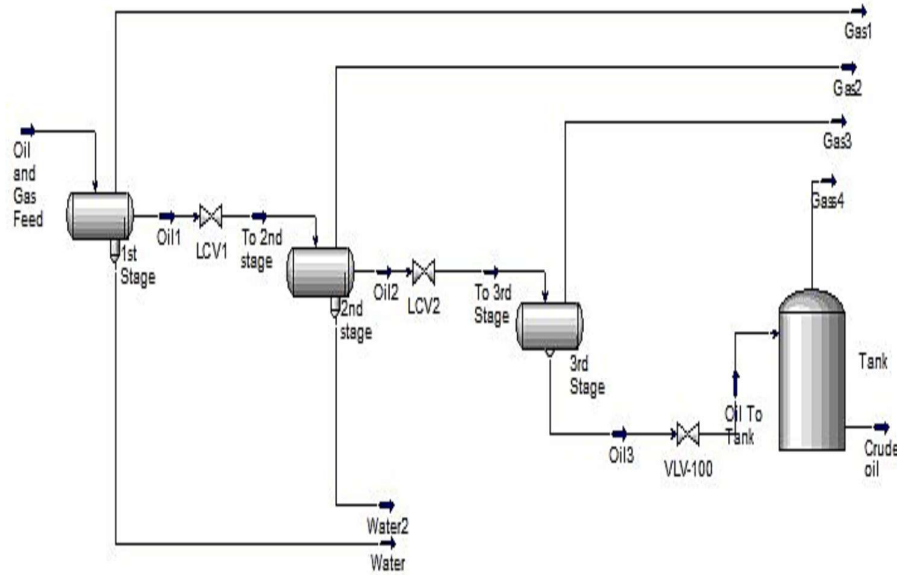 Gas1
Gas2
Gas3
Oil
and
Gas
Feed
Gas4
Oil1
LCV1
To 2nd
stage
1st
Stage
Oil2
LCV2
To 3rd
Stage
2nd
stage
3rd
Stage
Tank
Oil To
Tank
Oil3
VLV-100
Crude
oil
Water2
Water